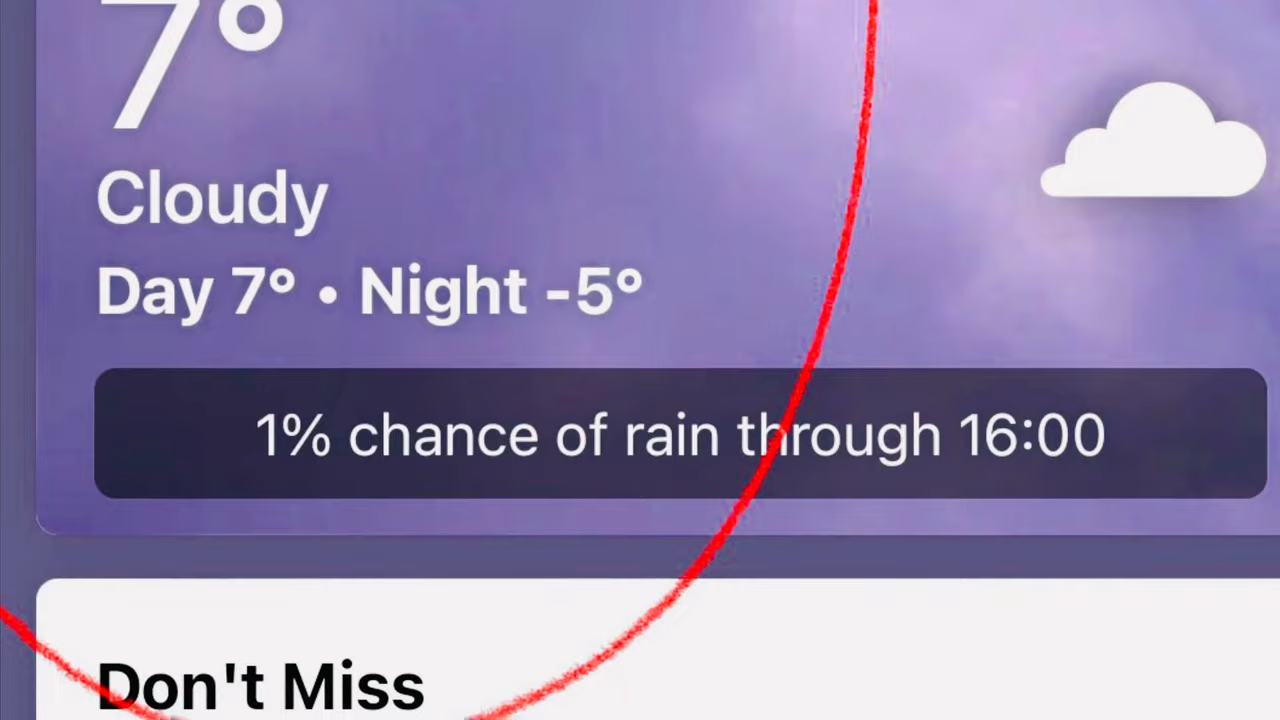 7°
Cloudy
Day 7° • Night -5°
1% chance of rain through 16:00
Don't Miss